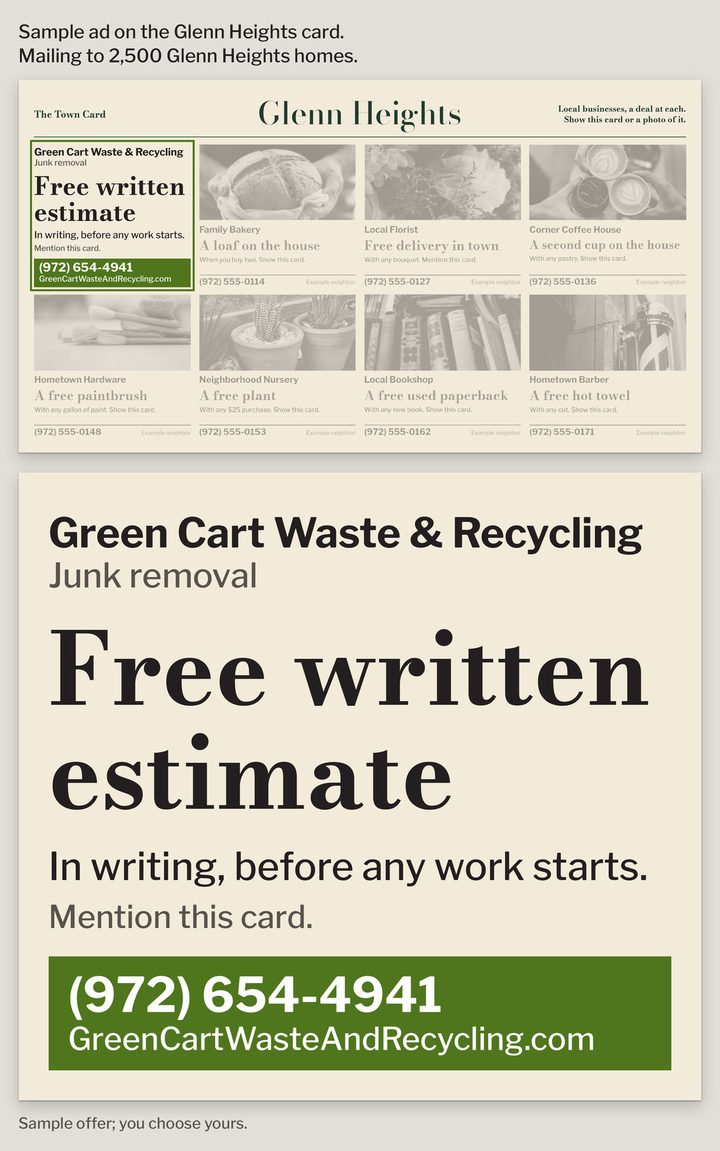 Sample ad on the Glenn Heights card.
Mailing to 2,500 Glenn Heights homes.
The Town Card
Glenn Heights
Local businesses, a deal at each.
Show this card or a photo of it.
Green Cart Waste & Recycling
Junk removal
Free written
estimate
In writing, before any work starts.
Mention this card.
(972) 654-4941
GreenCartWasteAndRecycling.com
Family Bakery
A loaf on the house
When you buy two. Show this card.
(972) 555-0114 Example neighbor
Local Florist
Free delivery in town
With any bouquet. Mention this card.
(972) 555-0127 Example neighbor
Corner Coffee House
A second cup on the house
With any pastry. Show this card.
(972) 555-0136 Example neighbor
Hometown Hardware
A free paintbrush
With any gallon of paint. Show this card.
(972) 555-0148 Example neighbor
Neighborhood Nursery
A free plant
With any $25 purchase. Show this card.
(972) 555-0153 Example neighbor
Local Bookshop
A free used paperback
With any new book. Show this card.
(972) 555-0162 Example neighbor
Hometown Barber
A free hot towel
With any cut. Show this card.
(972) 555-0171 Example neighbor
Green Cart Waste & Recycling
Junk removal
Free written
estimate
In writing, before any work starts.
Mention this card.
(972) 654-4941
GreenCartWasteAndRecycling.com
Sample offer; you choose yours.